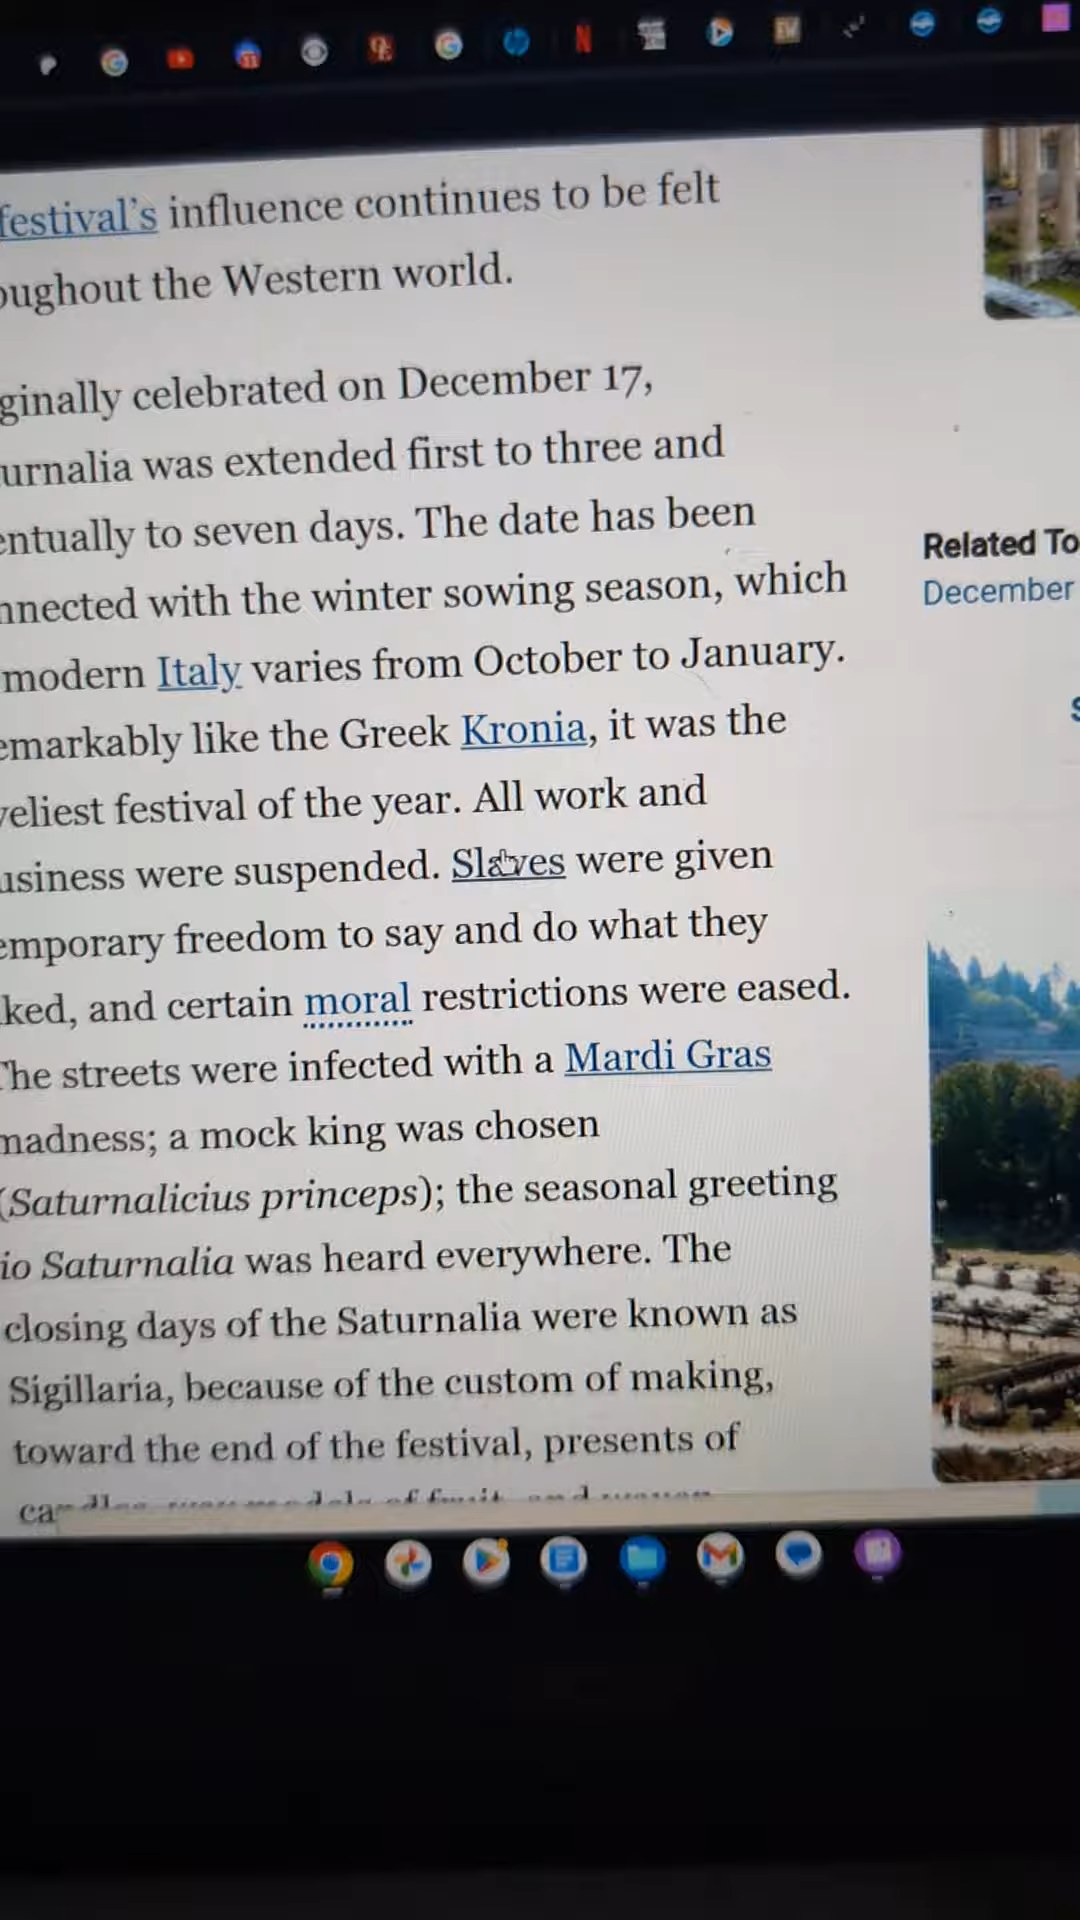 festival's influence continues to be felt
oughout the Western world.
ginally celebrated on December 17,
urnalia was extended first to three and
entually to seven days. The date has been
nnected with the winter sowing season, which
modern Italy varies from October to January.
emarkably like the Greek Kronia, it was the
veliest festival of the year. All work and
usiness were suspended. Slaves were given
emporary freedom to say and do what they
ked, and certain moral restrictions were eased.
The streets were infected with a Mardi Gras
madness; a mock king was chosen
(Saturnalicius princeps); the seasonal greeting
io Saturnalia was heard everywhere. The
closing days of the Saturnalia were known as
Sigillaria, because of the custom of making,
toward the end of the festival, presents of
Related To
December